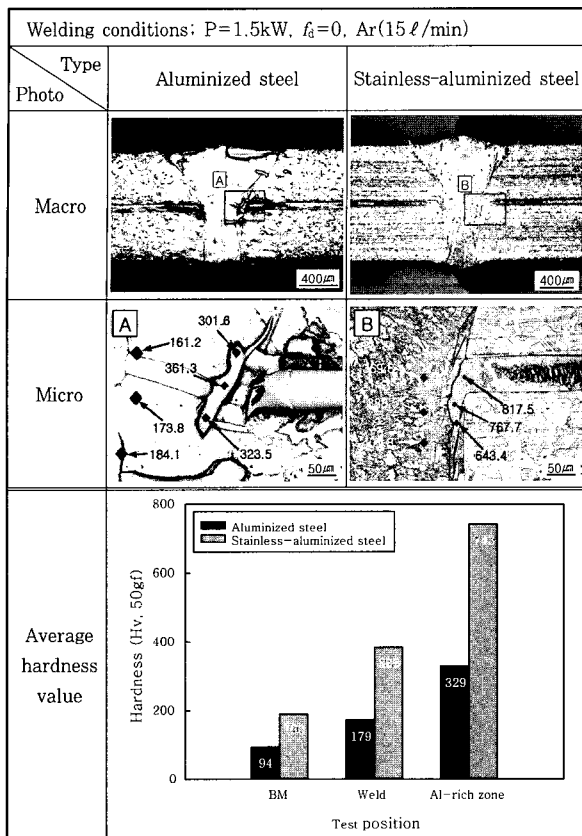 Welding conditions; P=1.5kW, fd=0, Ar(15ℓ/min)
Type
Photo
Aluminized steel
Stainless-aluminized steel
Macro
A
400㎛
B
400㎛
Micro
A
301.6
161.2
361.3
173.8
184.1
323.5
50㎛
B
817.5
767.7
643.4
50㎛
Average
hardness
value
Hardness (Hv, 50gf)
800
600
400
200
0
Aluminized steel
Stainless-aluminized steel
94
179
329
BM
Weld
Al-rich zone
Test position